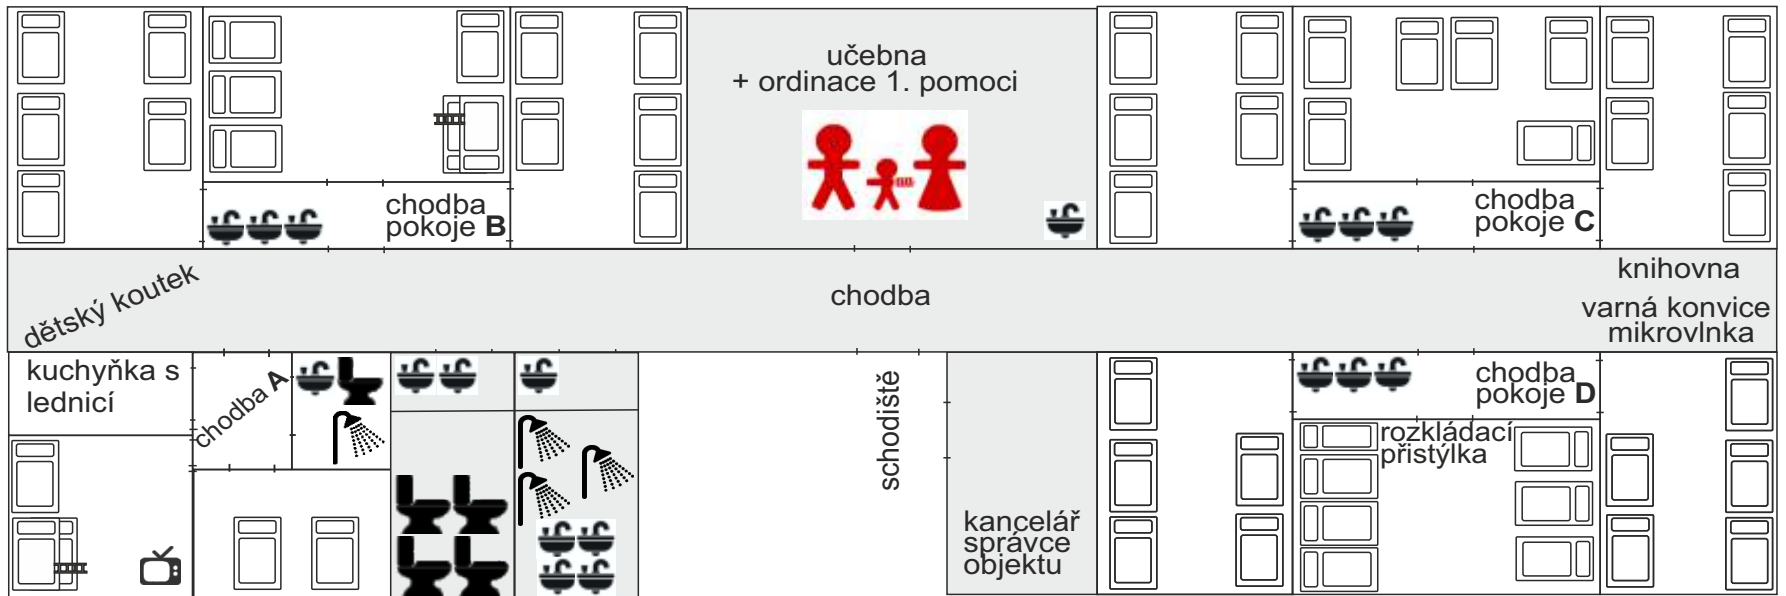 učebna
+ ordinace 1. pomoci
chodba
pokoje B
chodba
pokoje C
dětský koutek
chodba
knihovna
varná konvice
mikrovlnka
kuchyňka s
lednicí
chodba A
schodiště
kancelář
správce
objektu
chodba
pokoje D
rozkládací
přistýlka